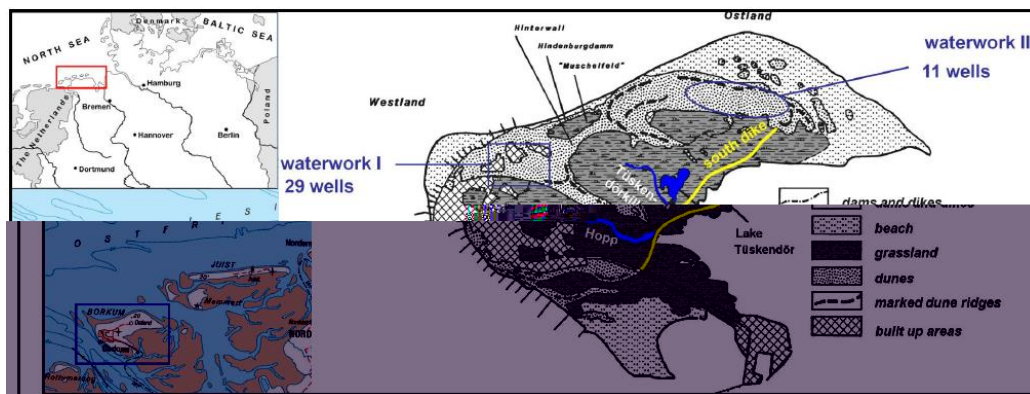 Denmark
BALTIC SEA
NORTH SEA
Hamburg
Bremen
The Netherlands
Hannover
Berlin
Poland
Dortmund
Ostland
Hinterwall
Hindenburgdamm
"Muschelfeld"
Westland
waterwork II
11 wells
waterwork I
29 wells
south dike
Hopp
Lake
Tüskendör
dams and dikes
beach
grassland
dunes
marked dune ridges
built up areas
O S T F R I E S I
JUIST
Memmert
BORKUM
Ostland